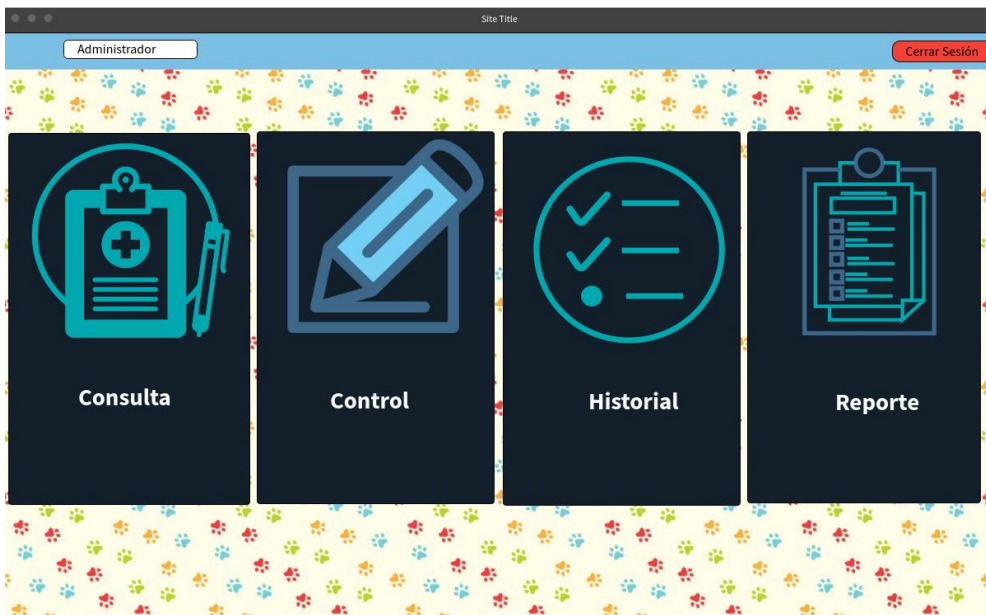 Site Title
Administrador
Cerrar Sesión
Consulta
Control
Historial
Reporte